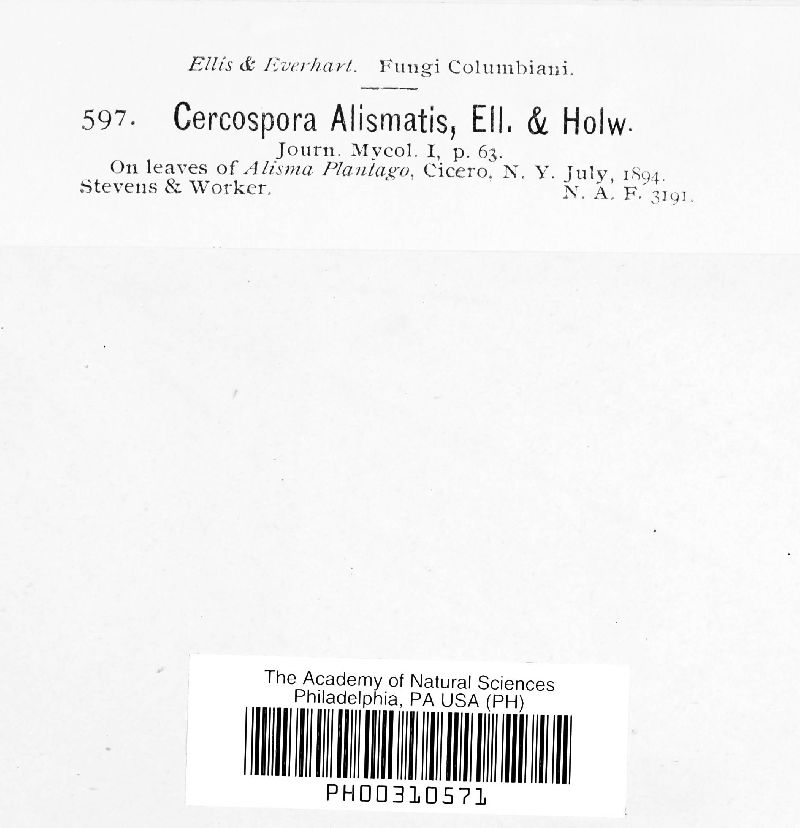 Ellis & Everhart. Fungi Columbiani.
597. Cercospora Alismatis, Ell. & Holw.
Journ. Mycol. I, p. 63.
On leaves of Alisma Plantago, Cicero, N. Y. July, 1894.
Stevens & Worker. N. A. F. 3191.
The Academy of Natural Sciences
Philadelphia, PA USA (PH)
PH00310571